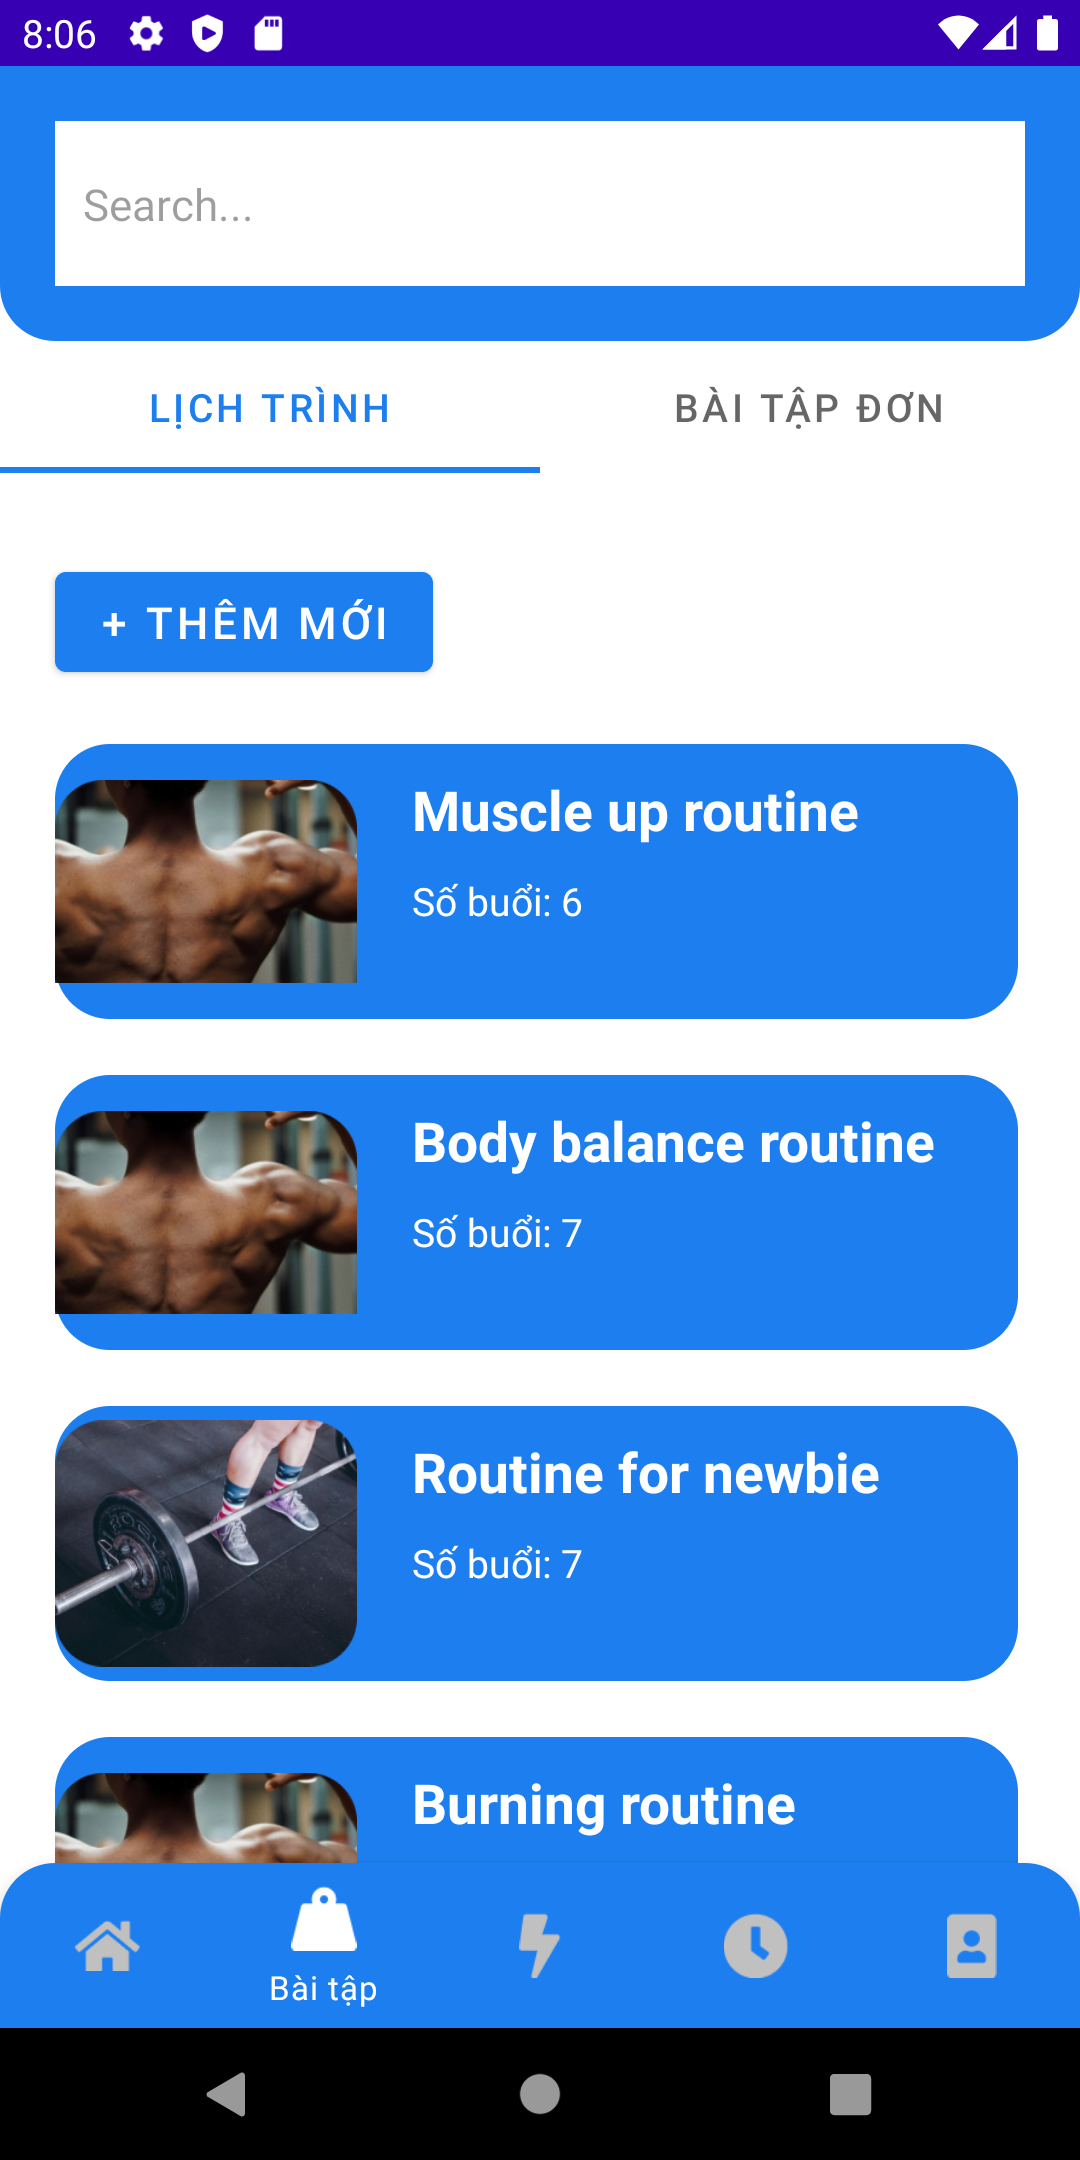 8:06
Search...
LỊCH TRÌNH
BÀI TẬP ĐƠN
+ THÊM MỚI
Muscle up routine
Số buổi: 6
Body balance routine
Số buổi: 7
Routine for newbie
Số buổi: 7
Burning routine
Bài tập